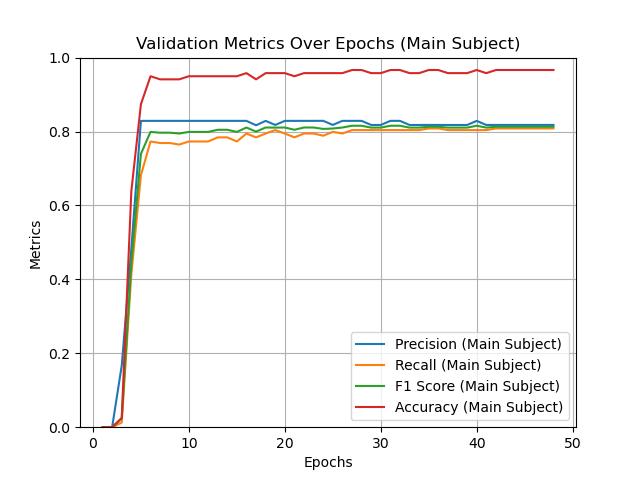 Validation Metrics Over Epochs (Main Subject)
1.0
0.8
0.6
0.4
0.2
0.0
Metrics
Precision (Main Subject)
Recall (Main Subject)
F1 Score (Main Subject)
Accuracy (Main Subject)
0
10
20
30
40
50
Epochs